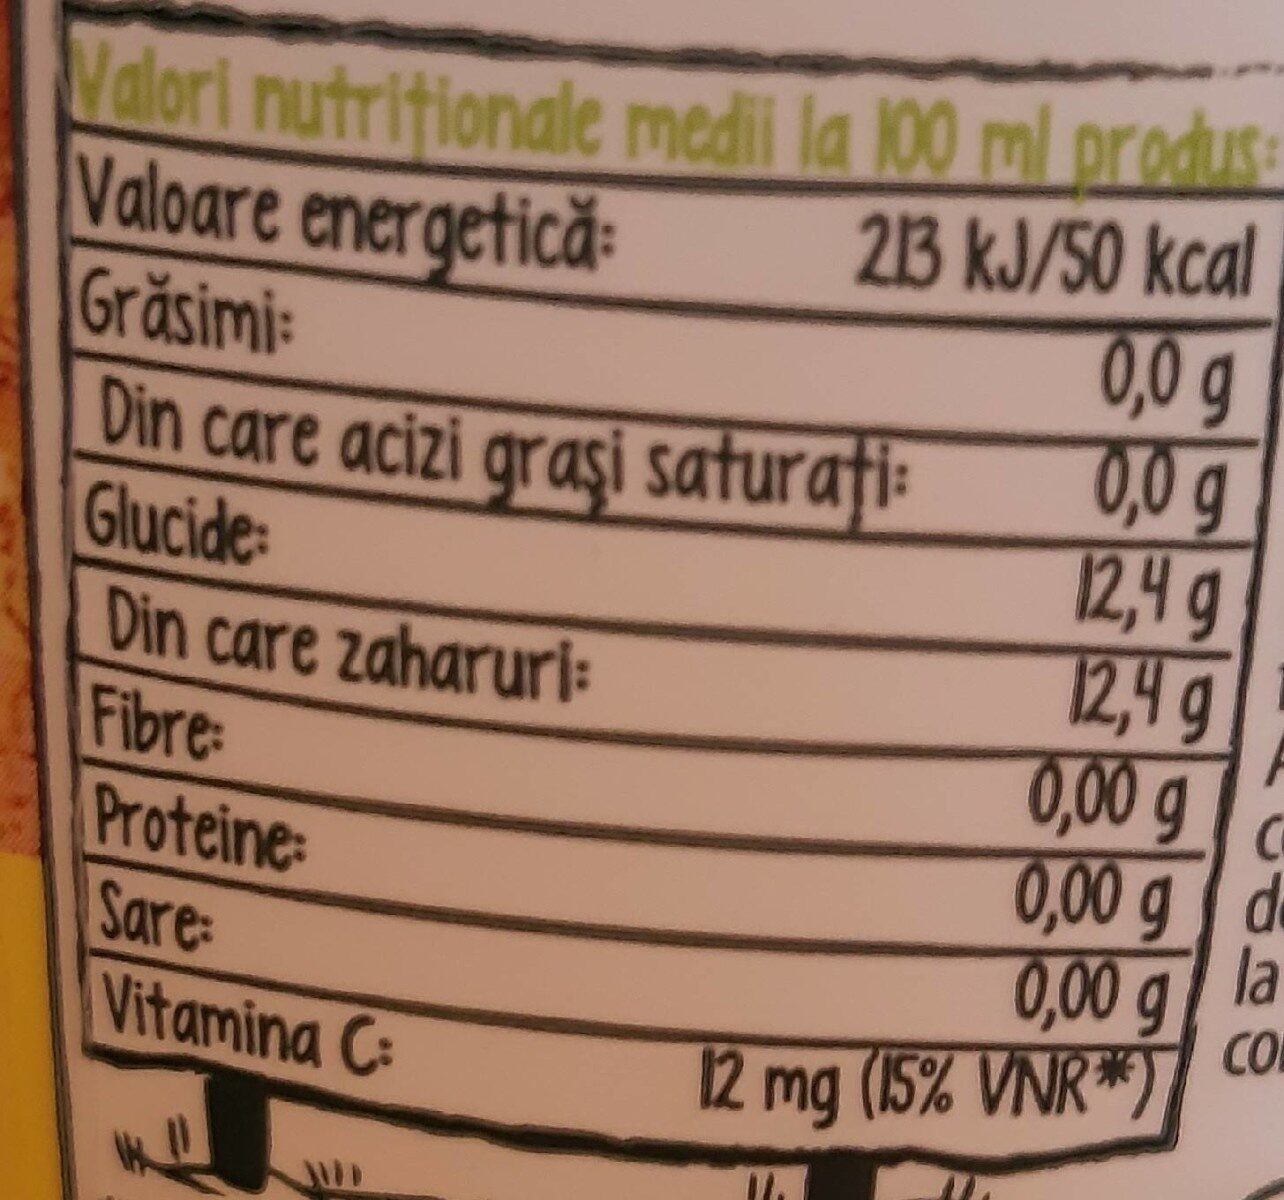 Valori nutriționale medii la 100 ml produs:
Valoare energetică: 213 kJ/50 kcal
Grăsimi: 0,0 g
Din care acizi grași saturați: 0,0 g
Glucide: 12,4 g
Din care zaharuri: 12,4 g
Fibre: 0,00 g
Proteine: 0,00 g
Sare: 0,00 g
Vitamina C: 12 mg (15% VNR*)
la